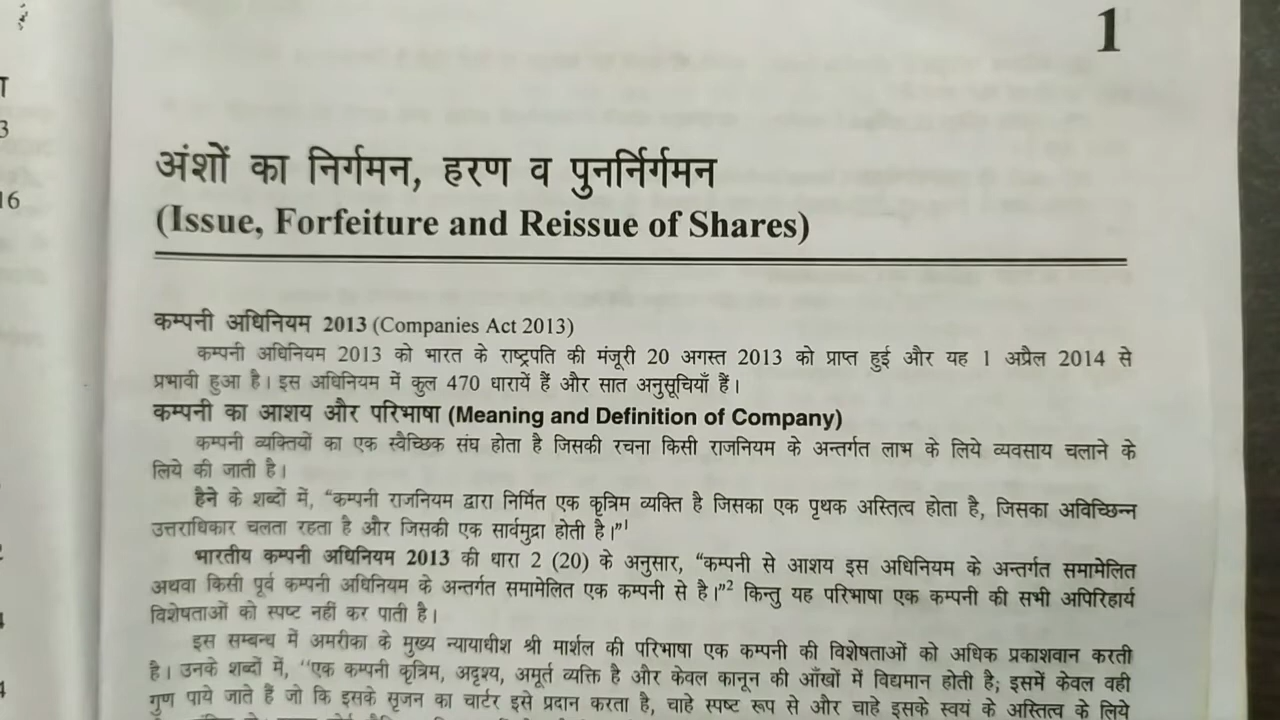 1
अंशों का निर्गमन, हरण व पुनर्निर्गमन
(Issue, Forfeiture and Reissue of Shares)
कम्पनी अधिनियम 2013 (Companies Act 2013)
कम्पनी अधिनियम 2013 को भारत के राष्ट्रपति की मंजूरी 20 अगस्त 2013 को प्राप्त हुई और यह 1 अप्रैल 2014 से
प्रभावी हुआ है। इस अधिनियम में कुल 470 धारायें हैं और सात अनुसूचियाँ हैं।
कम्पनी का आशय और परिभाषा (Meaning and Definition of Company)
कम्पनी व्यक्तियों का एक स्वैच्छिक संघ होता है जिसकी रचना किसी राजनियम के अन्तर्गत लाभ के लिये व्यवसाय चलाने के
लिये की जाती है।
हैने के शब्दों में, “कम्पनी राजनियम द्वारा निर्मित एक कृत्रिम व्यक्ति है जिसका एक पृथक अस्तित्व होता है, जिसका अविच्छिन्न
उत्तराधिकार चलता रहता है और जिसकी एक सार्वमुद्रा होती है।”¹
भारतीय कम्पनी अधिनियम 2013 की धारा 2 (20) के अनुसार, “कम्पनी से आशय इस अधिनियम के अन्तर्गत समामेलित
अथवा किसी पूर्व कम्पनी अधिनियम के अन्तर्गत समामेलित एक कम्पनी से है।”² किन्तु यह परिभाषा एक कम्पनी की सभी अपरिहार्य
विशेषताओं को स्पष्ट नहीं कर पाती है।
इस सम्बन्ध में अमरीका के मुख्य न्यायाधीश श्री मार्शल की परिभाषा एक कम्पनी की विशेषताओं को अधिक प्रकाशवान करती
है। उनके शब्दों में, “एक कम्पनी कृत्रिम, अदृश्य, अमूर्त व्यक्ति है और केवल कानून की आँखों में विद्यमान होती है; इसमें केवल वही
गुण पाये जाते हैं जो कि इसके सृजन का चार्टर इसे प्रदान करता है, चाहे स्पष्ट रूप से और चाहे इसके स्वयं के अस्तित्व के लिये